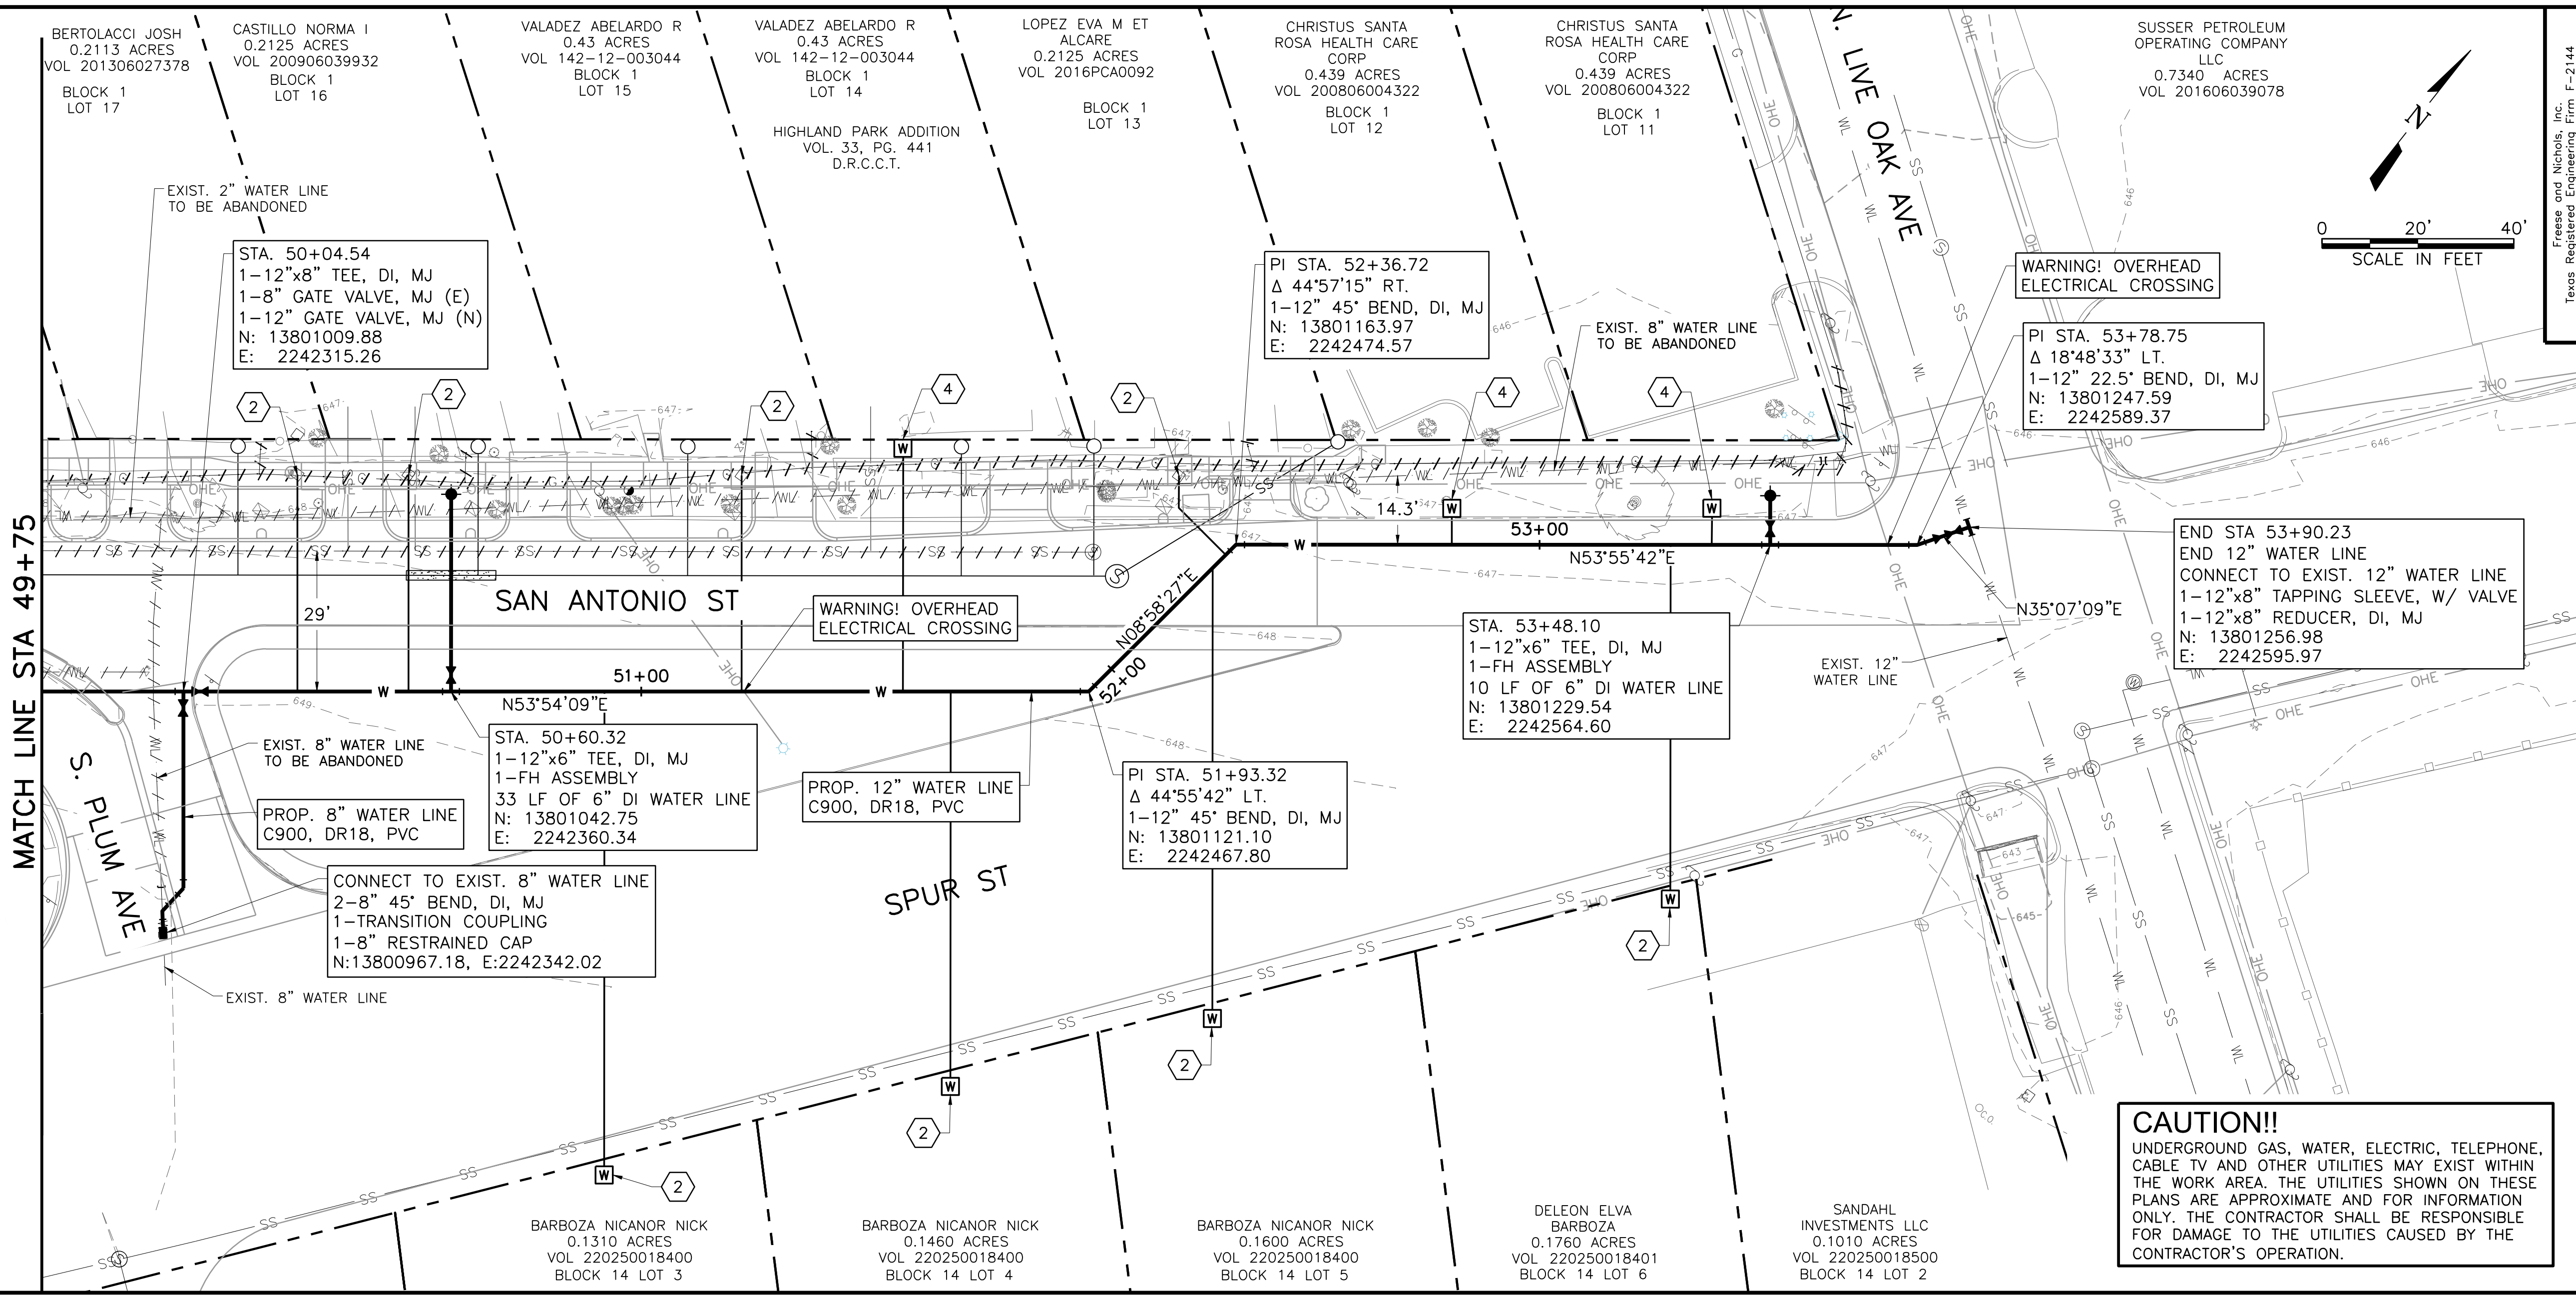 BERTOLACCI JOSH
0.2113 ACRES
VOL 201306027378
BLOCK 1
LOT 17
CASTILLO NORMA I
0.2125 ACRES
VOL 200906039932
BLOCK 1
LOT 16
VALADEZ ABELARDO R
0.43 ACRES
VOL 142-12-003044
BLOCK 1
LOT 15
VALADEZ ABELARDO R
0.43 ACRES
VOL 142-12-003044
BLOCK 1
LOT 14
HIGHLAND PARK ADDITION
VOL. 33, PG. 441
D.R.C.C.T.
LOPEZ EVA M ET
ALCARE
0.2125 ACRES
VOL 2016PCA0092
BLOCK 1
LOT 13
CHRISTUS SANTA
ROSA HEALTH CARE
CORP
0.439 ACRES
VOL 200806004322
BLOCK 1
LOT 12
CHRISTUS SANTA
ROSA HEALTH CARE
CORP
0.439 ACRES
VOL 200806004322
BLOCK 1
LOT 11
N. LIVE OAK AVE
SUSSER PETROLEUM
OPERATING COMPANY
LLC
0.7340 ACRES
VOL 201606039078
N
0 20' 40'
SCALE IN FEET
Freese and Nichols, Inc.
Texas Registered Engineering Firm F-2144
EXIST. 2" WATER LINE
TO BE ABANDONED
STA. 50+04.54
1-12"x8" TEE, DI, MJ
1-8" GATE VALVE, MJ (E)
1-12" GATE VALVE, MJ (N)
N: 13801009.88
E: 2242315.26
PI STA. 52+36.72
Δ 44°57'15" RT.
1-12" 45° BEND, DI, MJ
N: 13801163.97
E: 2242474.57
EXIST. 8" WATER LINE
TO BE ABANDONED
WARNING! OVERHEAD
ELECTRICAL CROSSING
PI STA. 53+78.75
Δ 18°48'33" LT.
1-12" 22.5° BEND, DI, MJ
N: 13801247.59
E: 2242589.37
2
2
2
4
2
4
4
14.3'
53+00
N53°55'42"E
MATCH LINE STA 49+75
29'
SAN ANTONIO ST
WARNING! OVERHEAD
ELECTRICAL CROSSING
N08°58'27"E
52+00
51+00
N53°54'09"E
N35°07'09"E
END STA 53+90.23
END 12" WATER LINE
CONNECT TO EXIST. 12" WATER LINE
1-12"x8" TAPPING SLEEVE, W/ VALVE
1-12"x8" REDUCER, DI, MJ
N: 13801256.98
E: 2242595.97
STA. 53+48.10
1-12"x6" TEE, DI, MJ
1-FH ASSEMBLY
10 LF OF 6" DI WATER LINE
N: 13801229.54
E: 2242564.60
EXIST. 12"
WATER LINE
S. PLUM AVE
EXIST. 8" WATER LINE
TO BE ABANDONED
STA. 50+60.32
1-12"x6" TEE, DI, MJ
1-FH ASSEMBLY
33 LF OF 6" DI WATER LINE
N: 13801042.75
E: 2242360.34
PROP. 12" WATER LINE
C900, DR18, PVC
PI STA. 51+93.32
Δ 44°55'42" LT.
1-12" 45° BEND, DI, MJ
N: 13801121.10
E: 2242467.80
PROP. 8" WATER LINE
C900, DR18, PVC
CONNECT TO EXIST. 8" WATER LINE
2-8" 45° BEND, DI, MJ
1-TRANSITION COUPLING
1-8" RESTRAINED CAP
N:13800967.18, E:2242342.02
SPUR ST
EXIST. 8" WATER LINE
2
2
2
2
BARBOZA NICANOR NICK
0.1310 ACRES
VOL 220250018400
BLOCK 14 LOT 3
BARBOZA NICANOR NICK
0.1460 ACRES
VOL 220250018400
BLOCK 14 LOT 4
BARBOZA NICANOR NICK
0.1600 ACRES
VOL 220250018400
BLOCK 14 LOT 5
DELEON ELVA
BARBOZA
0.1760 ACRES
VOL 220250018401
BLOCK 14 LOT 6
SANDAHL
INVESTMENTS LLC
0.1010 ACRES
VOL 220250018500
BLOCK 14 LOT 2
CAUTION!!
UNDERGROUND GAS, WATER, ELECTRIC, TELEPHONE,
CABLE TV AND OTHER UTILITIES MAY EXIST WITHIN
THE WORK AREA. THE UTILITIES SHOWN ON THESE
PLANS ARE APPROXIMATE AND FOR INFORMATION
ONLY. THE CONTRACTOR SHALL BE RESPONSIBLE
FOR DAMAGE TO THE UTILITIES CAUSED BY THE
CONTRACTOR'S OPERATION.